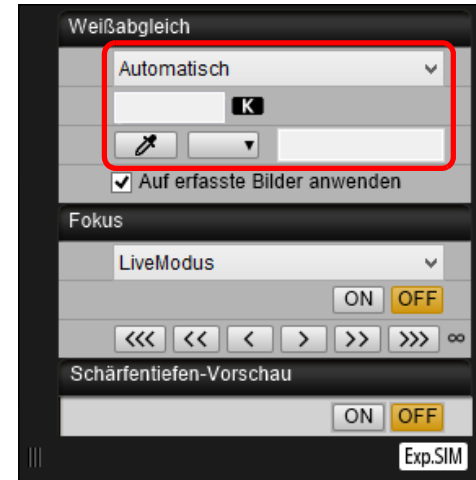 Weißabgleich
Automatisch
K
Auf erfasste Bilder anwenden
Fokus
LiveModus
ON OFF
<<< << < > >> >>> ∞
Schärfentiefen-Vorschau
ON OFF
Exp.SIM